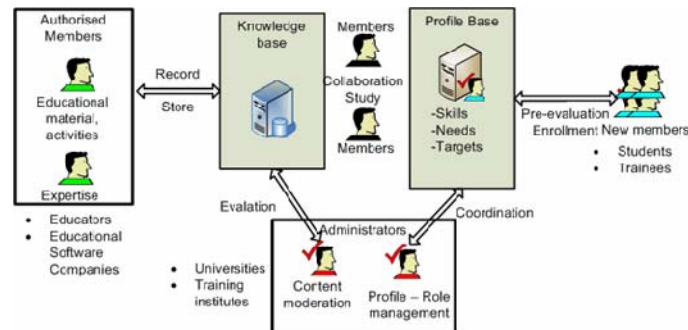 Authorised
Members
Educational
material,
activities
Expertise
• Educators
• Educational
Software
Companies
Record
Store
Knowledge
base
Members
Collaboration
Study
Members
Profile Base
-Skills
-Needs
-Targets
Pre-evaluation
Enrollment
New members
• Students
• Trainees
Evalation
Coordination
Administrators
• Universities
• Training
institutes
Content
moderation
Profile – Role
management